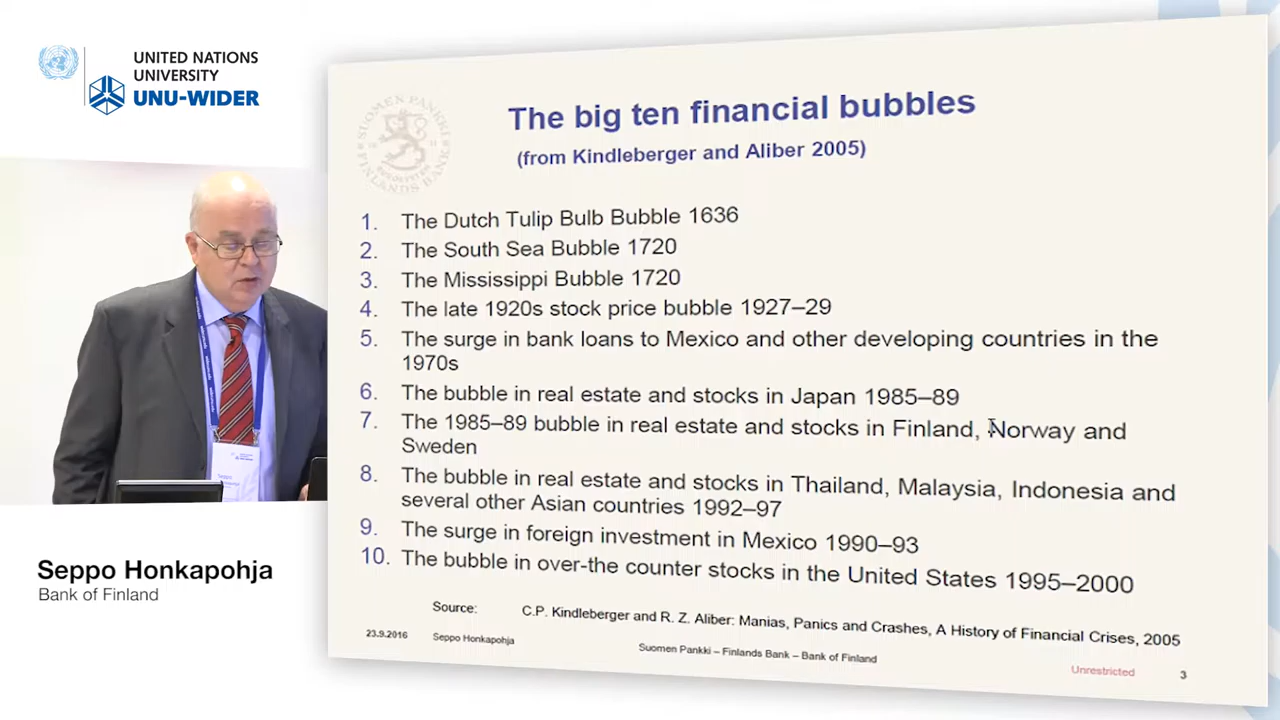 UNITED NATIONS
UNIVERSITY
UNU-WIDER
SUOMEN PANKKI
FINLANDS BANK
The big ten financial bubbles
(from Kindleberger and Aliber 2005)
1. The Dutch Tulip Bulb Bubble 1636
2. The South Sea Bubble 1720
3. The Mississippi Bubble 1720
4. The late 1920s stock price bubble 1927–29
5. The surge in bank loans to Mexico and other developing countries in the
1970s
6. The bubble in real estate and stocks in Japan 1985–89
7. The 1985–89 bubble in real estate and stocks in Finland, Norway and
Sweden
8. The bubble in real estate and stocks in Thailand, Malaysia, Indonesia and
several other Asian countries 1992–97
9. The surge in foreign investment in Mexico 1990–93
10. The bubble in over-the counter stocks in the United States 1995–2000
Source: C.P. Kindleberger and R. Z. Aliber: Manias, Panics and Crashes, A History of Financial Crises, 2005
23.9.2016 Seppo Honkapohja Suomen Pankki – Finlands Bank – Bank of Finland Unrestricted 3
Seppo Honkapohja
Bank of Finland